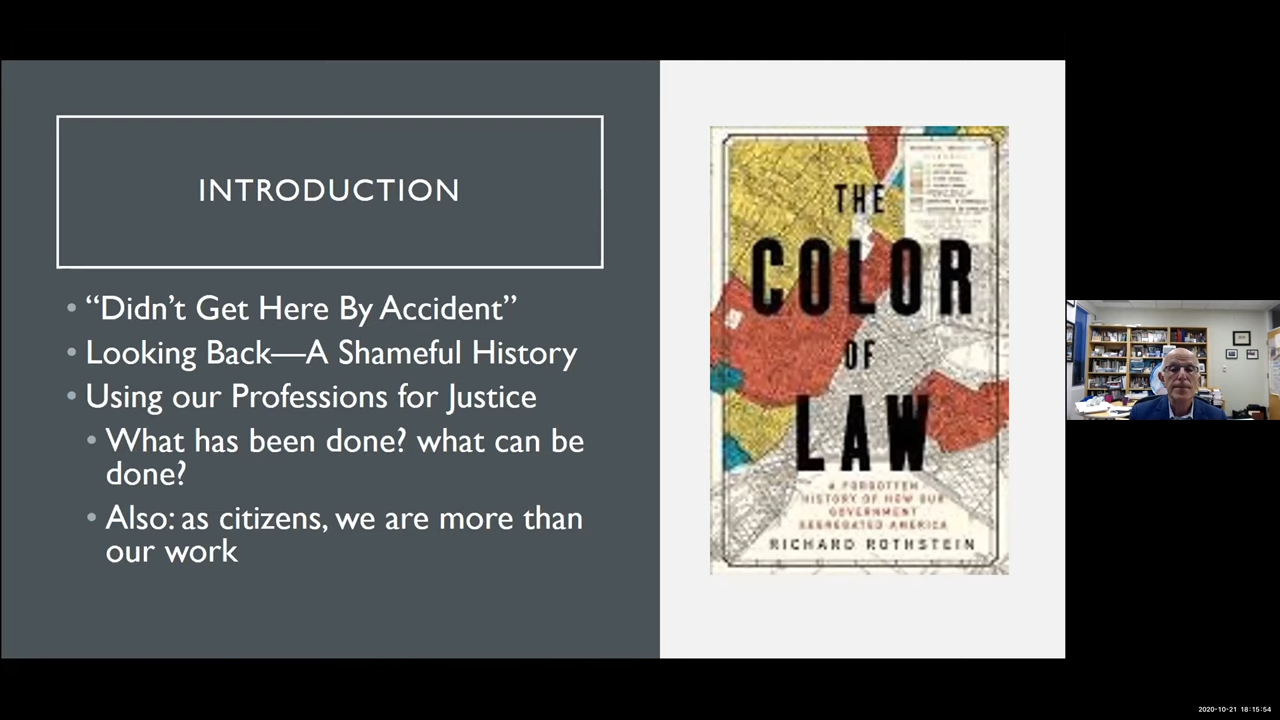 INTRODUCTION
• “Didn’t Get Here By Accident”
• Looking Back—A Shameful History
• Using our Professions for Justice
• What has been done? what can be
done?
• Also: as citizens, we are more than
our work
THE
COLOR
OF
LAW
A FORGOTTEN
HISTORY OF HOW OUR
GOVERNMENT
SEGREGATED AMERICA
RICHARD ROTHSTEIN
2020-10-21 18:15:54